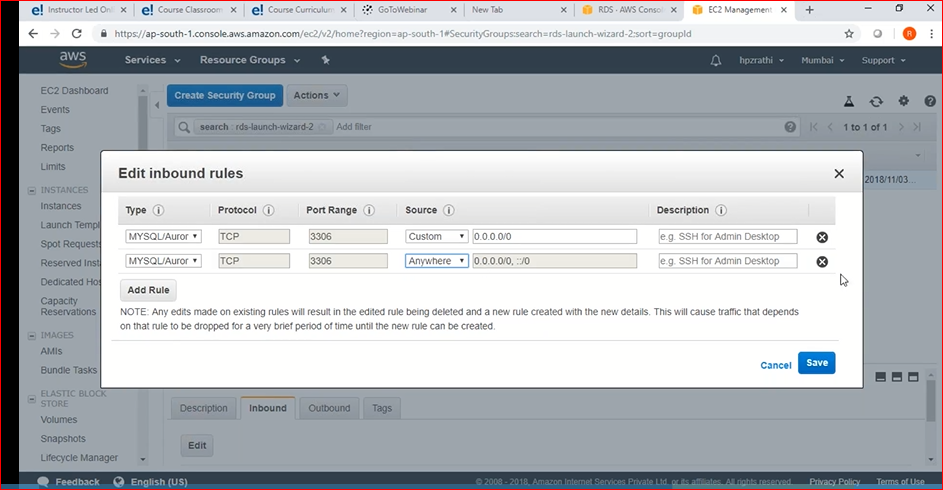 Instructor Led Onli
Course Classroom
Course Curriculum
GoToWebinar
New Tab
RDS - AWS Conso
EC2 Management
https://ap-south-1.console.aws.amazon.com/ec2/v2/home?region=ap-south-1#SecurityGroups:search=rds-launch-wizard-2;sort=groupId
R
aws
Services
Resource Groups
hpzrathi
Mumbai
Support
EC2 Dashboard
Events
Tags
Reports
Limits
INSTANCES
Instances
Launch Templ
Spot Requests
Reserved Insta
Dedicated Hos
Capacity
Reservations
IMAGES
AMIs
Bundle Tasks
ELASTIC BLOCK
STORE
Volumes
Snapshots
Lifecycle Manager
Create Security Group
Actions
search : rds-launch-wizard-2
Add filter
1 to 1 of 1
2018/11/03...
Edit inbound rules
Type
Protocol
Port Range
Source
Description
MYSQL/Auror TCP 3306 Custom 0.0.0.0/0 e.g. SSH for Admin Desktop
MYSQL/Auror TCP 3306 Anywhere 0.0.0.0/0, ::/0 e.g. SSH for Admin Desktop
Add Rule
NOTE: Any edits made on existing rules will result in the edited rule being deleted and a new rule created with the new details. This will cause traffic that depends
on that rule to be dropped for a very brief period of time until the new rule can be created.
Cancel
Save
Description
Inbound
Outbound
Tags
Edit
Feedback
English (US)
© 2008 - 2018, Amazon Internet Services Private Ltd. or its affiliates. All rights reserved.
Privacy Policy
Terms of Use